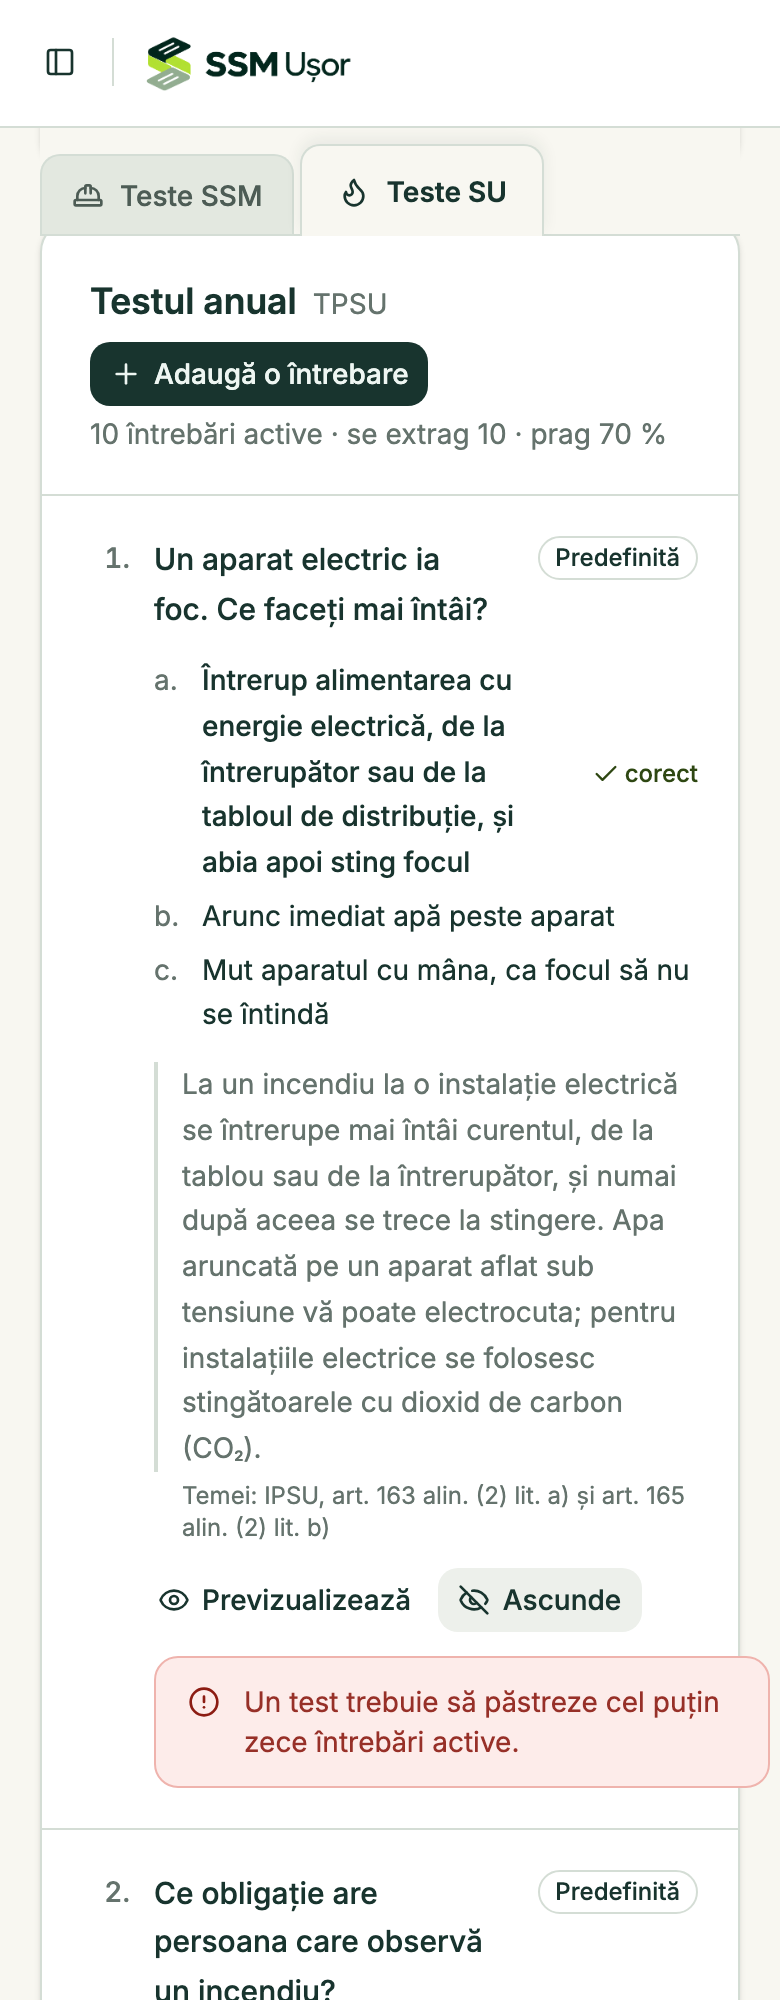 SSM Ușor
Teste SSM
Teste SU
Testul anual TPSU
+ Adaugă o întrebare
10 întrebări active · se extrag 10 · prag 70 %
1. Un aparat electric ia
foc. Ce faceți mai întâi?
Predefinită
a. Întrerup alimentarea cu
energie electrică, de la
întrerupător sau de la
tabloul de distribuție, și
abia apoi sting focul
✓ corect
b. Arunc imediat apă peste aparat
c. Mut aparatul cu mâna, ca focul să nu
se întindă
La un incendiu la o instalație electrică
se întrerupe mai întâi curentul, de la
tablou sau de la întrerupător, și numai
după aceea se trece la stingere. Apa
aruncată pe un aparat aflat sub
tensiune vă poate electrocuta; pentru
instalațiile electrice se folosesc
stingătoarele cu dioxid de carbon
(CO₂).
Temei: IPSU, art. 163 alin. (2) lit. a) și art. 165
alin. (2) lit. b)
Previzualizează
Ascunde
Un test trebuie să păstreze cel puțin
zece întrebări active.
2. Ce obligație are
persoana care observă
un incendiu?
Predefinită